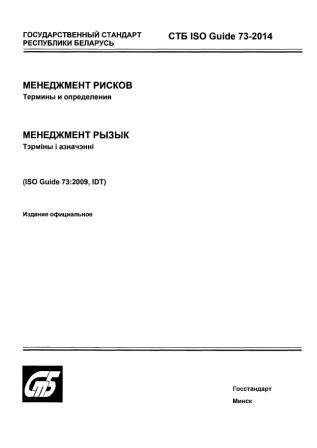 ГОСУДАРСТВЕННЫЙ СТАНДАРТ
РЕСПУБЛИКИ БЕЛАРУСЬ
СТБ ISO Guide 73-2014
МЕНЕДЖМЕНТ РИСКОВ
Термины и определения
МЕНЕДЖМЕНТ РЫЗЫК
Тэрміны і азначэнні
(ISO Guide 73:2009, IDT)
Издание официальное
СТБ
Госстандарт
Минск